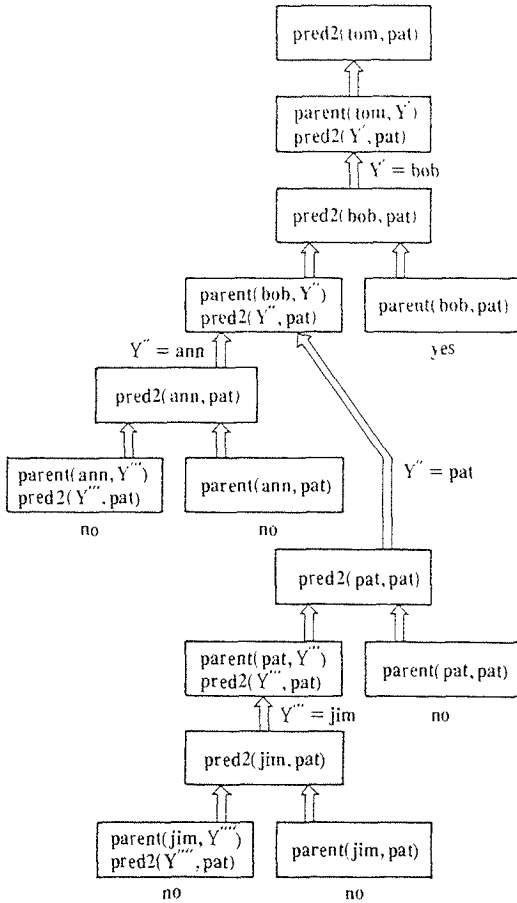 pred2(tom, pat)
parent(tom, Y')
pred2(Y', pat)
Y' = bob
pred2(bob, pat)
parent(bob, Y'')
pred2(Y'', pat)
parent(bob, pat)
yes
Y'' = ann
pred2(ann, pat)
Y'' = pat
parent(ann, Y''')
pred2(Y''', pat)
no
parent(ann, pat)
no
pred2(pat, pat)
parent(pat, Y''')
pred2(Y''', pat)
parent(pat, pat)
no
Y''' = jim
pred2(jim, pat)
parent(jim, Y'''')
pred2(Y'''', pat)
no
parent(jim, pat)
no